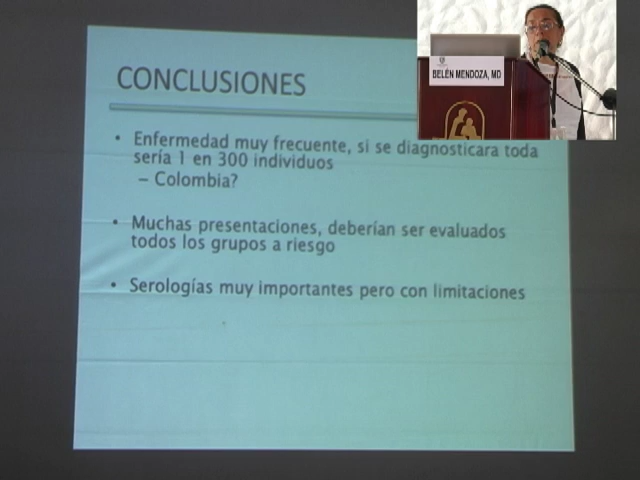 CONCLUSIONES
• Enfermedad muy frecuente, si se diagnosticara toda
sería 1 en 300 individuos
– Colombia?
• Muchas presentaciones, deberían ser evaluados
todos los grupos a riesgo
• Serologías muy importantes pero con limitaciones
BELÉN MENDOZA, MD